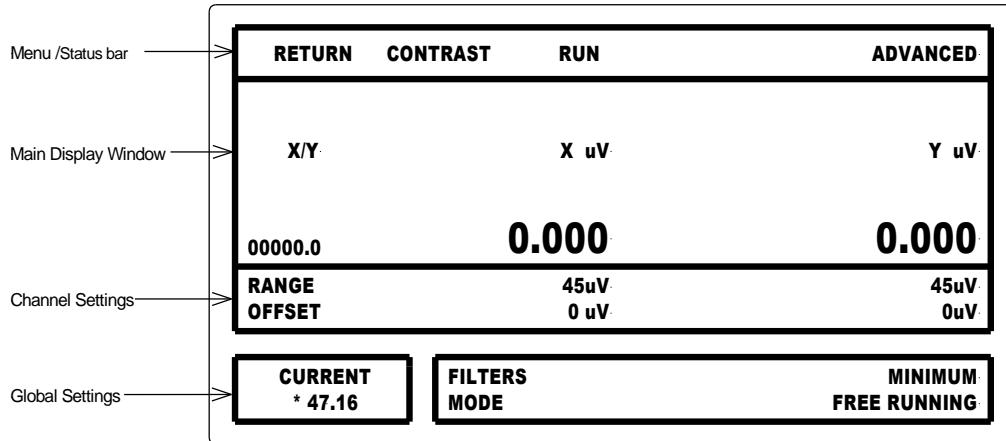 Menu /Status bar
RETURN CONTRAST RUN ADVANCED
Main Display Window
X/Y X uV Y uV
00000.0 0.000 0.000
Channel Settings
RANGE 45uV 45uV
OFFSET 0 uV 0uV
Global Settings
CURRENT FILTERS MINIMUM
* 47.16 MODE FREE RUNNING